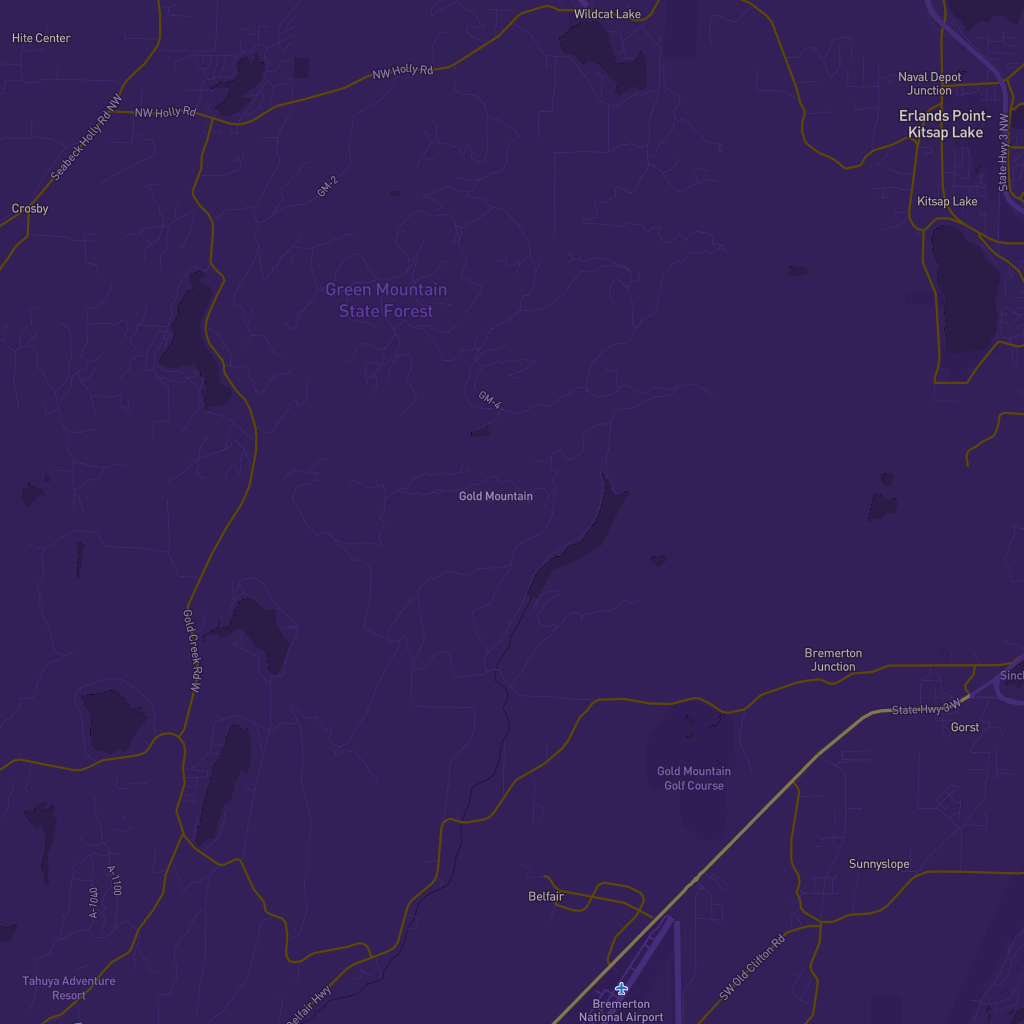 Wildcat Lake
Hite Center
NW Holly Rd
Naval Depot
Junction
NW Holly Rd
Erlands Point-
Kitsap Lake
Seabeck Holly Rd NW
State Hwy 3 NW
GM-2
Crosby
Kitsap Lake
Green Mountain
State Forest
GM-4
Gold Mountain
Gold Creek Rd W
Bremerton
Junction
State Hwy 3 W
Gorst
Gold Mountain
Golf Course
Sunnyslope
A-1100
A-1040
Belfair
SW Old Clifton Rd
Tahuya Adventure
Resort
Belfair Hwy
Bremerton
National Airport